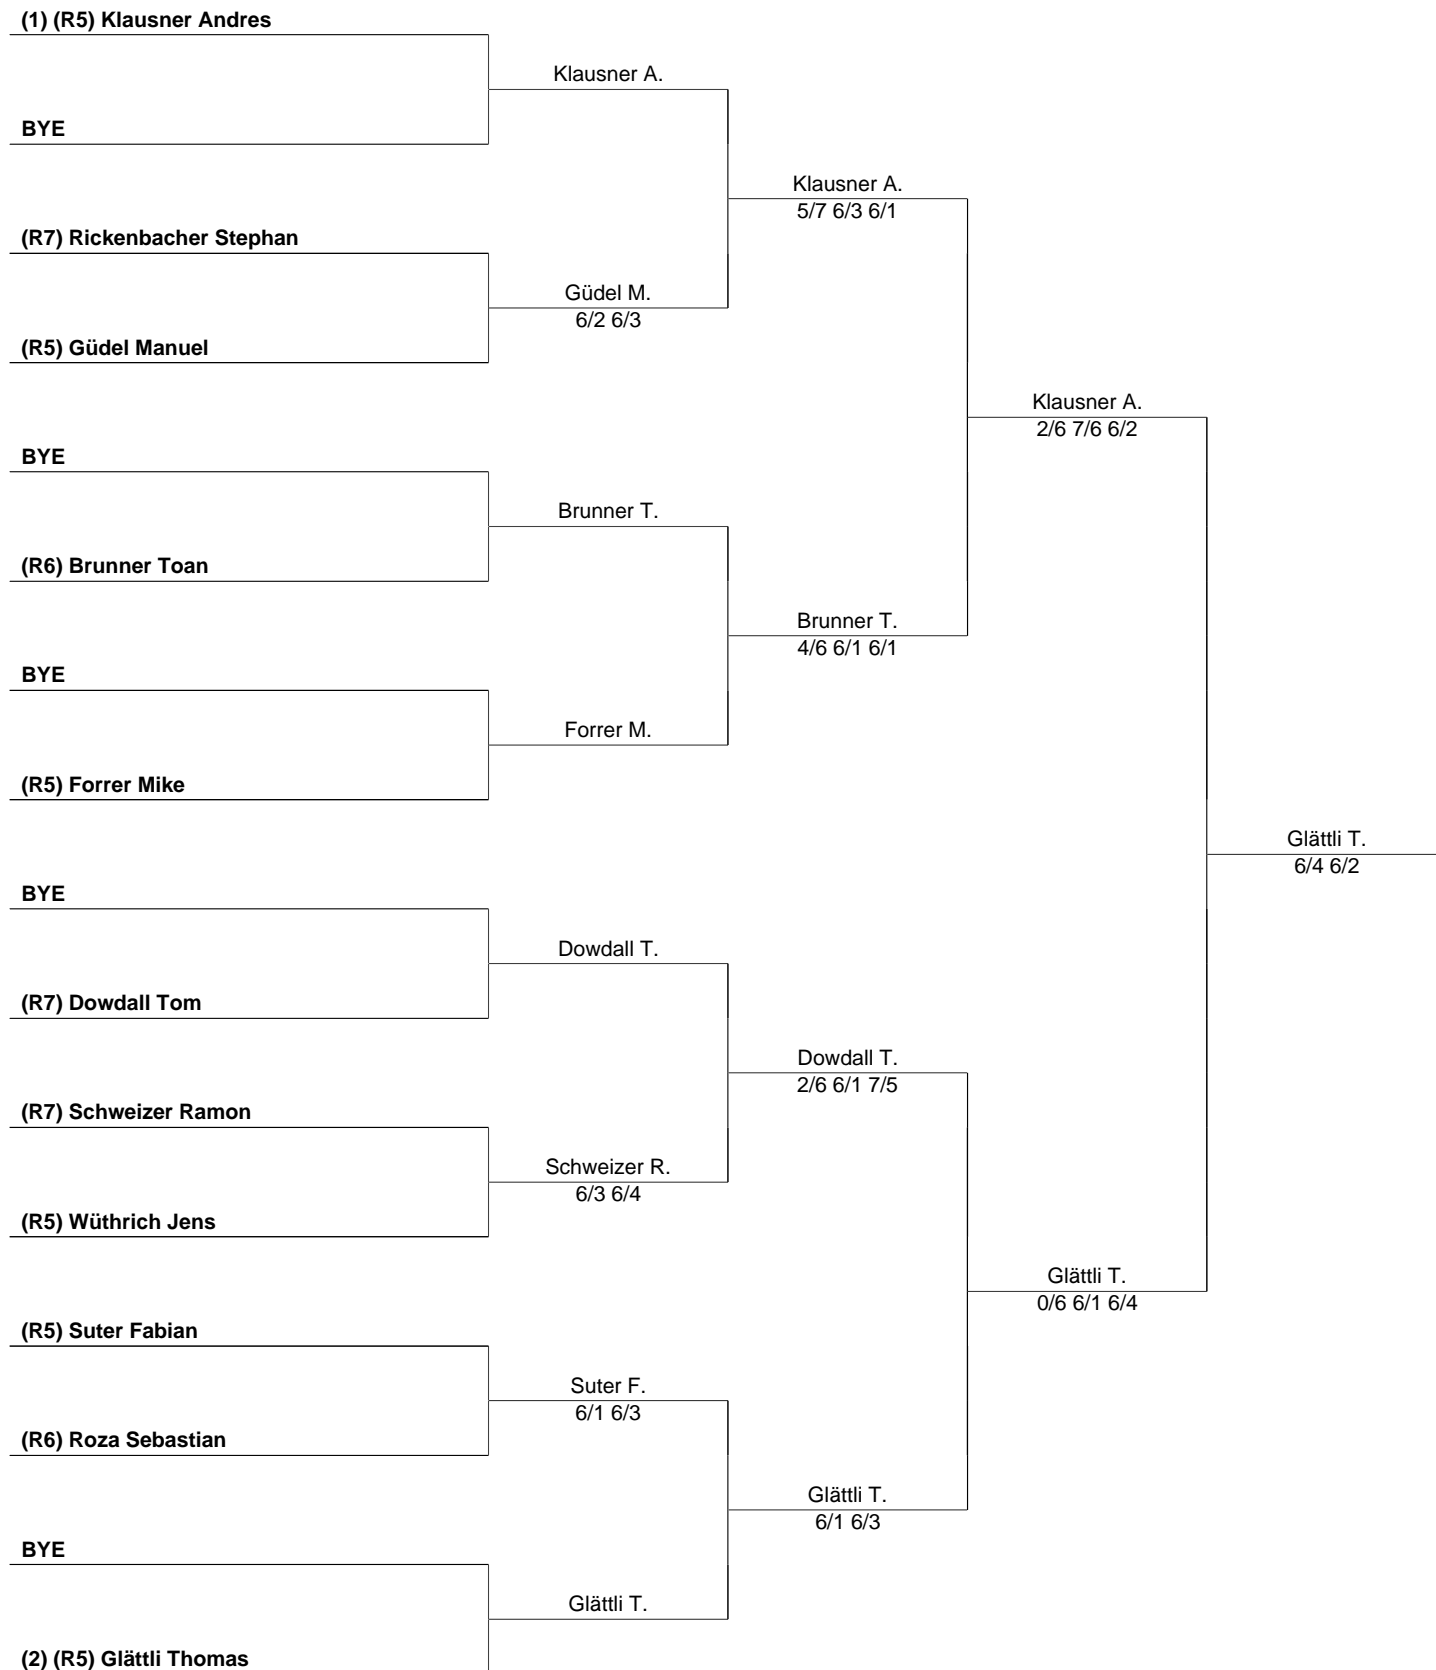 (1) (R5) Klausner Andres
Klausner A.
BYE
Klausner A.
5/7 6/3 6/1
(R7) Rickenbacher Stephan
Güdel M.
6/2 6/3
(R5) Güdel Manuel
Klausner A.
2/6 7/6 6/2
BYE
Brunner T.
(R6) Brunner Toan
Brunner T.
4/6 6/1 6/1
BYE
Forrer M.
(R5) Forrer Mike
Glättli T.
6/4 6/2
BYE
Dowdall T.
(R7) Dowdall Tom
Dowdall T.
2/6 6/1 7/5
(R7) Schweizer Ramon
Schweizer R.
6/3 6/4
(R5) Wüthrich Jens
Glättli T.
0/6 6/1 6/4
(R5) Suter Fabian
Suter F.
6/1 6/3
(R6) Roza Sebastian
Glättli T.
6/1 6/3
BYE
Glättli T.
(2) (R5) Glättli Thomas